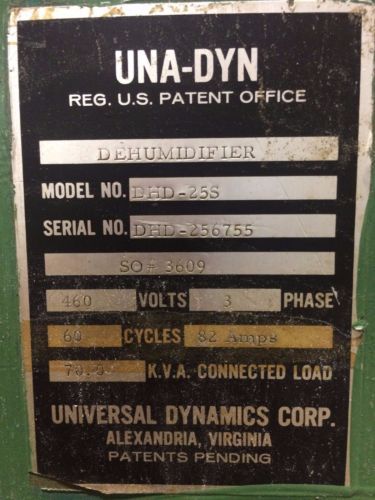 UNA-DYN
REG. U.S. PATENT OFFICE
DEHUMIDIFIER
MODEL NO. DHD-25S
SERIAL NO. DHD-256755
SO# 3609
460 VOLTS 3 PHASE
60 CYCLES 82 Amps
K.V.A. CONNECTED LOAD
UNIVERSAL DYNAMICS CORP.
ALEXANDRIA, VIRGINIA
PATENTS PENDING